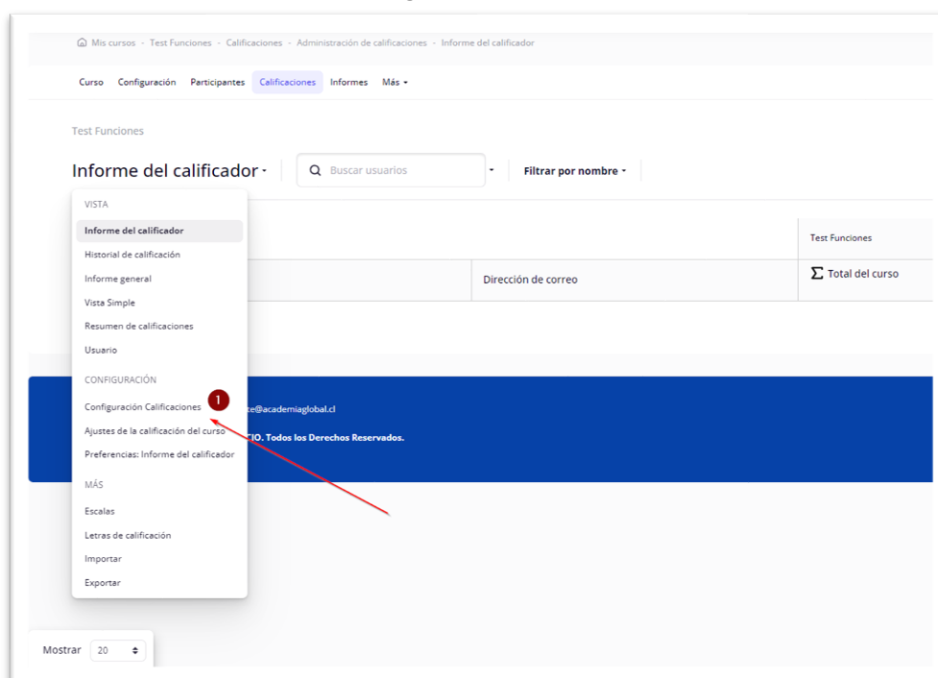 Mis cursos - Test Funciones - Calificaciones - Administración de calificaciones - Informe del calificador
Curso Configuración Participantes Calificaciones Informes Más
Test Funciones
Informe del calificador Buscar usuarios Filtrar por nombre
VISTA
Informe del calificador
Test Funciones
Historial de calificación
Informe general
Dirección de correo
Σ Total del curso
Vista Simple
Resumen de calificaciones
Usuario
CONFIGURACIÓN
Configuración Calificaciones 1
te@academiaglobal.cl
Ajustes de la calificación del curso
IO. Todos los Derechos Reservados.
Preferencias: Informe del calificador
MÁS
Escalas
Letras de calificación
Importar
Exportar
Mostrar 20